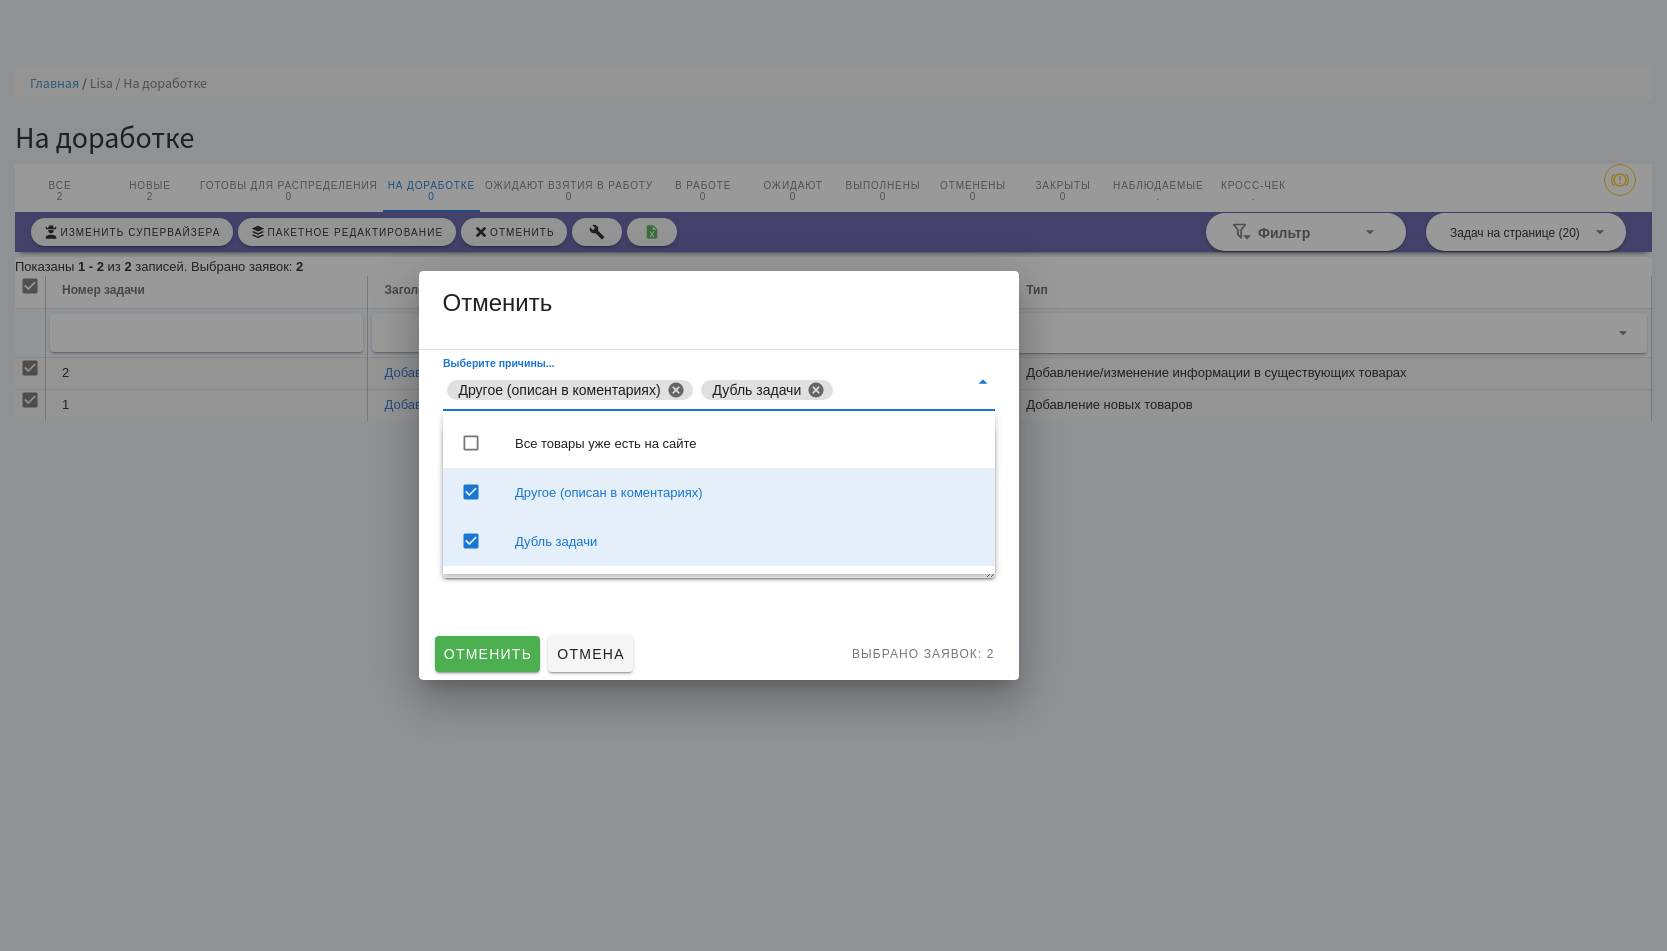 Главная / Lisa / На доработке
На доработке
ВСЕ НОВЫЕ ГОТОВЫ ДЛЯ РАСПРЕДЕЛЕНИЯ НА ДОРАБОТКЕ ОЖИДАЮТ ВЗЯТИЯ В РАБОТУ В РАБОТЕ ОЖИДАЮТ ВЫПОЛНЕНЫ ОТМЕНЕНЫ ЗАКРЫТЫ НАБЛЮДАЕМЫЕ КРОСС-ЧЕК
2 2 0 0 0 0 0 0 0 0 . .
ИЗМЕНИТЬ СУПЕРВАЙЗЕРА ПАКЕТНОЕ РЕДАКТИРОВАНИЕ ОТМЕНИТЬ Фильтр Задач на странице (20)
Показаны 1 - 2 из 2 записей. Выбрано заявок: 2
Номер задачи Заголо Тип
2 Добав Добавление/изменение информации в существующих товарах
1 Добав Добавление новых товаров
Отменить
Выберите причины...
Другое (описан в коментариях) Дубль задачи
Все товары уже есть на сайте
Другое (описан в коментариях)
Дубль задачи
ОТМЕНИТЬ ОТМЕНА ВЫБРАНО ЗАЯВОК: 2